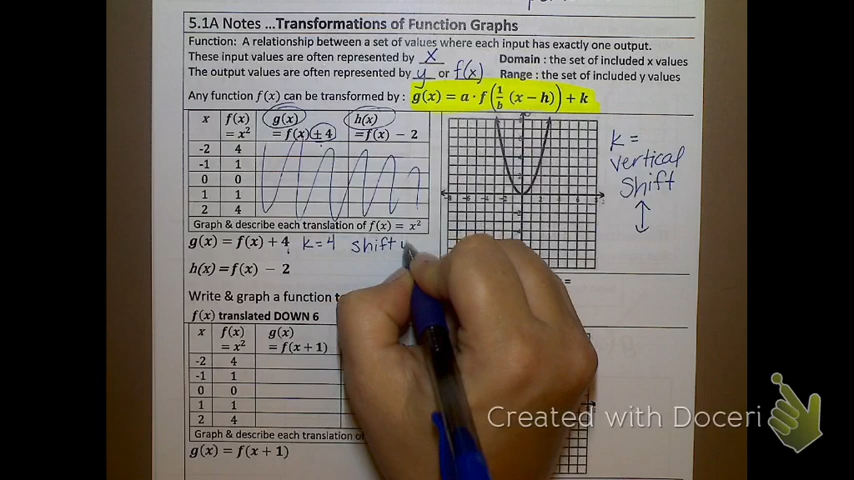 5.1A Notes ...Transformations of Function Graphs
Function: A relationship between a set of values where each input has exactly one output.
These input values are often represented by x
Domain : the set of included x values
The output values are often represented by y or f(x)
Range : the set of included y values
Any function f(x) can be transformed by : g(x) = a · f(1/b (x − h)) + k
x f(x) = x² g(x) = f(x) + 4 h(x) = f(x) − 2
-2 4
-1 1
0 0
1 1
2 4
k =
vertical
shift
Graph & describe each translation of f(x) = x²
g(x) = f(x) + 4 k = 4 shift
h(x) = f(x) − 2
Write & graph a function
f(x) translated DOWN 6
x f(x) = x² g(x) = f(x + 1)
-2 4
-1 1
0 0
1 1
2 4
Graph & describe each translation of
g(x) = f(x + 1)
Created with Doceri